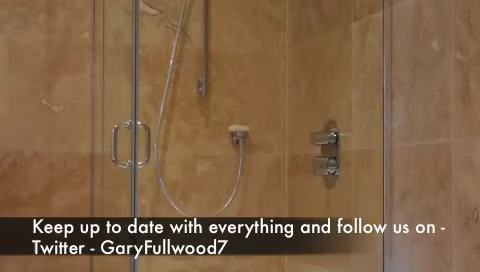 Keep up to date with everything and follow us on -
Twitter - GaryFullwood7